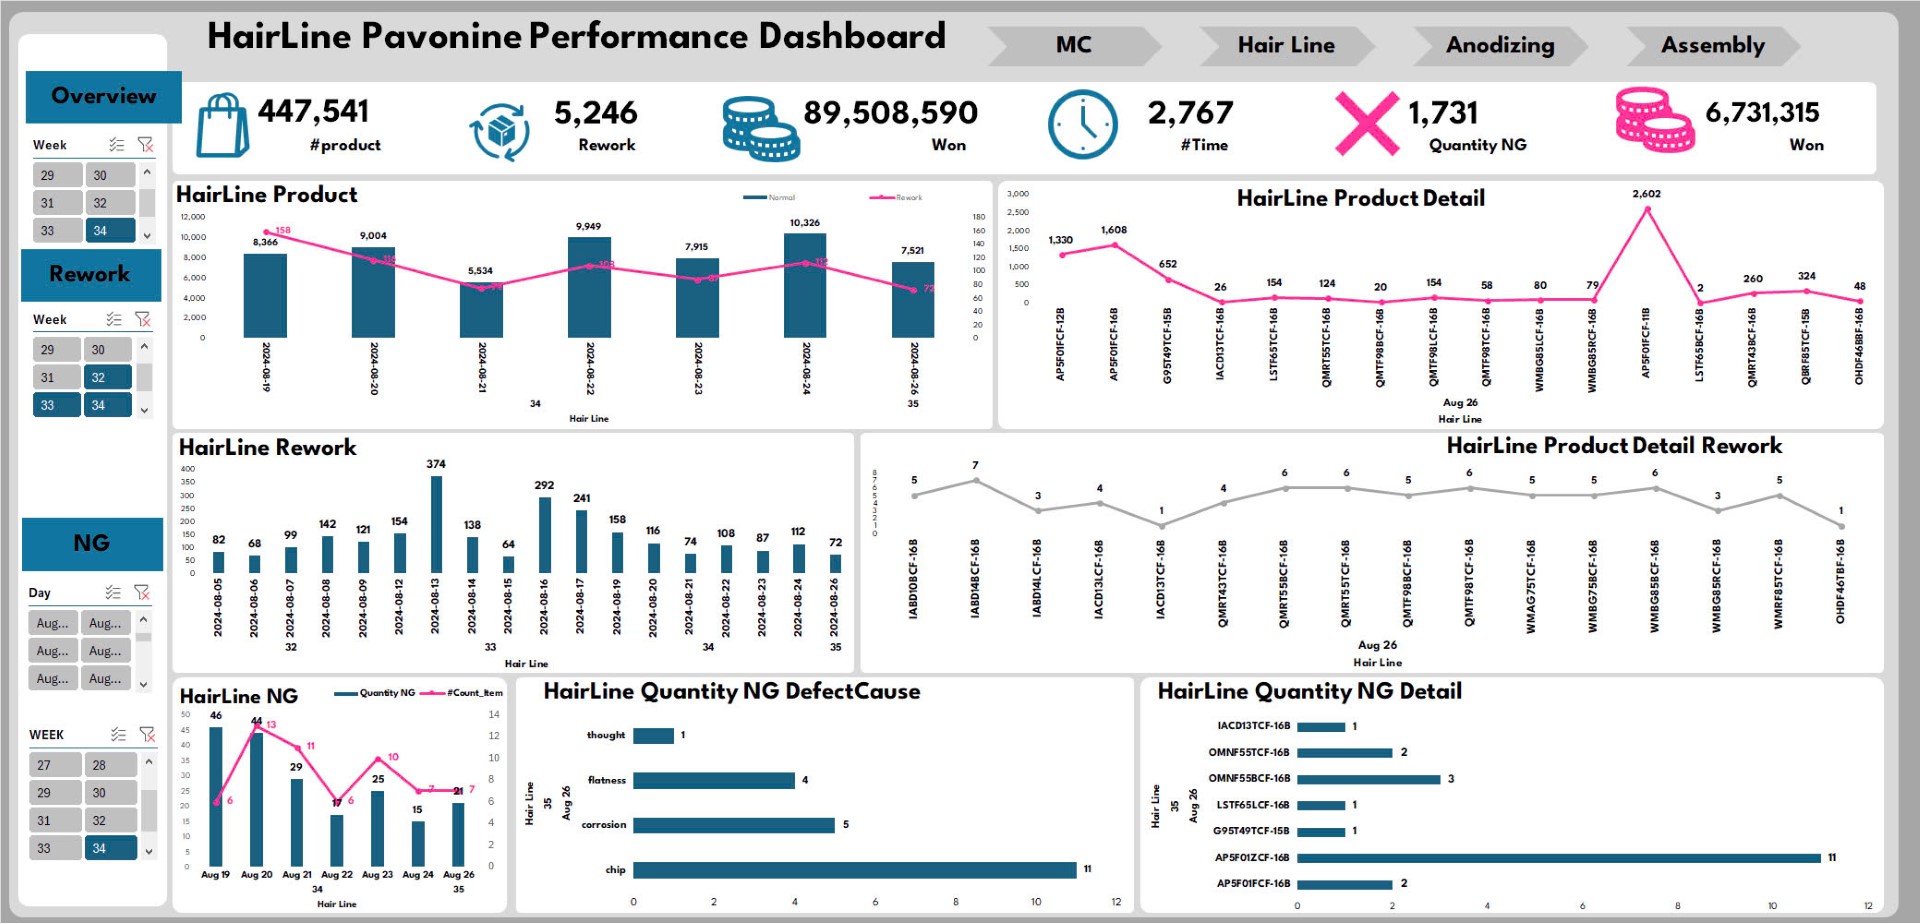 HairLine Pavonine Performance Dashboard
MC
Hair Line
Anodizing
Assembly
Overview
447,541
#product
5,246
Rework
89,508,590
Won
2,767
#Time
1,731
Quantity NG
6,731,315
Won
Week
29 30
31 32
33 34
Rework
Week
29 30
31 32
33 34
NG
Day
Aug... Aug...
Aug... Aug...
Aug... Aug...
WEEK
27 28
29 30
31 32
33 34
HairLine Product
Normal Rework
12,000
10,000
8,000
6,000
4,000
2,000
0
180
160
140
120
100
80
60
40
20
0
8,366 9,004 5,534 9,949 7,915 10,326 7,521
158 116 74 108 87 112 72
2024-08-19 2024-08-20 2024-08-21 2024-08-22 2024-08-23 2024-08-24 2024-08-26
34 35
Hair Line
HairLine Product Detail
3,000
2,500
2,000
1,500
1,000
500
0
1,330 1,608 652 26 154 124 20 154 58 80 79 2,602 2 260 324 48
AP5F01FCF-12B
AP5F01FCF-16B
G95T49TCF-15B
IACD13TCF-16B
LSTF65TCF-16B
QMRT55TCF-16B
QMTF98BCF-16B
QMTF98LCF-16B
QMTF98TCF-16B
WMBG85LCF-16B
WMBG85RCF-16B
AP5F01FCF-11B
LSTF65BCF-16B
QMRT43BCF-16B
QBRF85TCF-15B
OHDF46BBF-16B
Aug 26
Hair Line
HairLine Rework
400
350
300
250
200
150
100
50
0
82 68 99 142 121 154 374 138 64 292 241 158 116 74 108 87 112 72
2024-08-05 2024-08-06 2024-08-07 2024-08-08 2024-08-09 2024-08-12 2024-08-13 2024-08-14 2024-08-15 2024-08-16 2024-08-17 2024-08-19 2024-08-20 2024-08-21 2024-08-22 2024-08-23 2024-08-24 2024-08-26
32 33 34 35
Hair Line
HairLine Product Detail Rework
8
7
6
5
4
3
2
1
0
5 7 3 4 1 4 6 6 5 6 5 5 6 3 5 1
IABD10BCF-16B
IABD14BCF-16B
IABD14LCF-16B
IACD13LCF-16B
IACD13TCF-16B
QMRT43TCF-16B
QMRT55BCF-16B
QMRT55TCF-16B
QMTF98BCF-16B
QMTF98TCF-16B
WMAG75TCF-16B
WMBG75BCF-16B
WMBG85BCF-16B
WMBG85RCF-16B
WMRF85TCF-16B
OHDF46TBF-16B
Aug 26
Hair Line
HairLine NG
Quantity NG #Count_Item
50
45
40
35
30
25
20
15
10
5
0
14
12
10
8
6
4
2
0
46 44 29 17 25 15 21
6 13 11 6 10 7 7
Aug 19 Aug 20 Aug 21 Aug 22 Aug 23 Aug 24 Aug 26
34 35
Hair Line
HairLine Quantity NG DefectCause
Hair Line
35
Aug 26
thought 1
flatness 4
corrosion 5
chip 11
0 2 4 6 8 10 12
HairLine Quantity NG Detail
Hair Line
35
Aug 26
IACD13TCF-16B 1
OMNF55TCF-16B 2
OMNF55BCF-16B 3
LSTF65LCF-16B 1
G95T49TCF-15B 1
AP5F01ZCF-16B 11
AP5F01FCF-16B 2
0 2 4 6 8 10 12